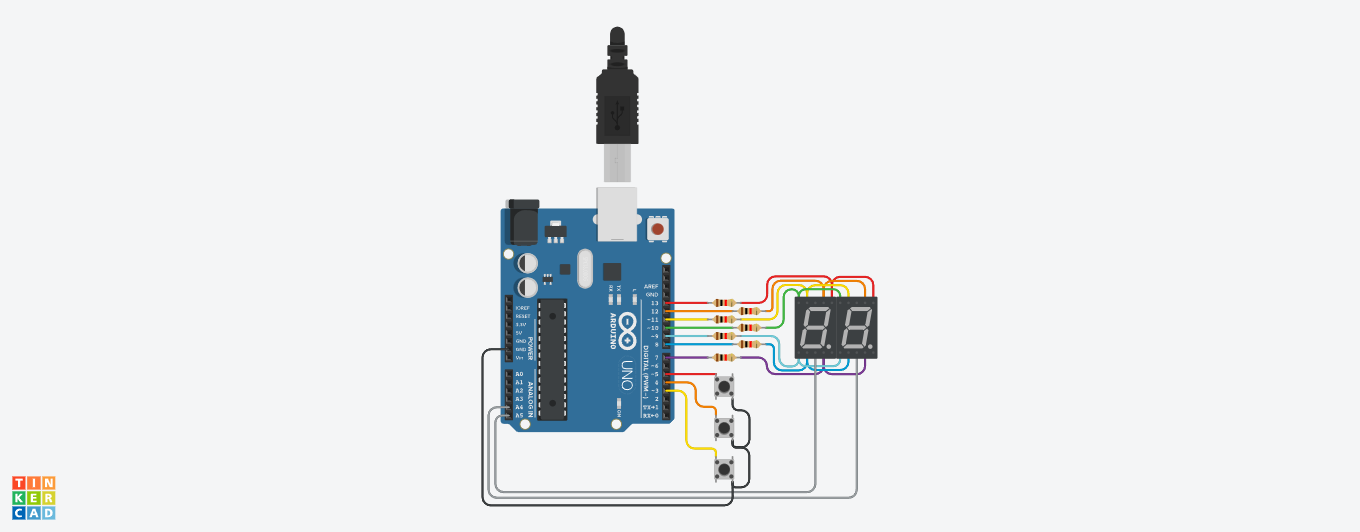 AREF
GND
IOREF
RESET
3.3V
5V
GND
GND
Vin
POWER
A0
A1
A2
A3
A4
A5
ANALOG IN
RX
TX
L
ARDUINO
UNO
ON
13
12
~11
~10
~9
8
7
~6
~5
4
~3
2
TX→1
RX←0
DIGITAL (PWM~)
TIN
KER
CAD